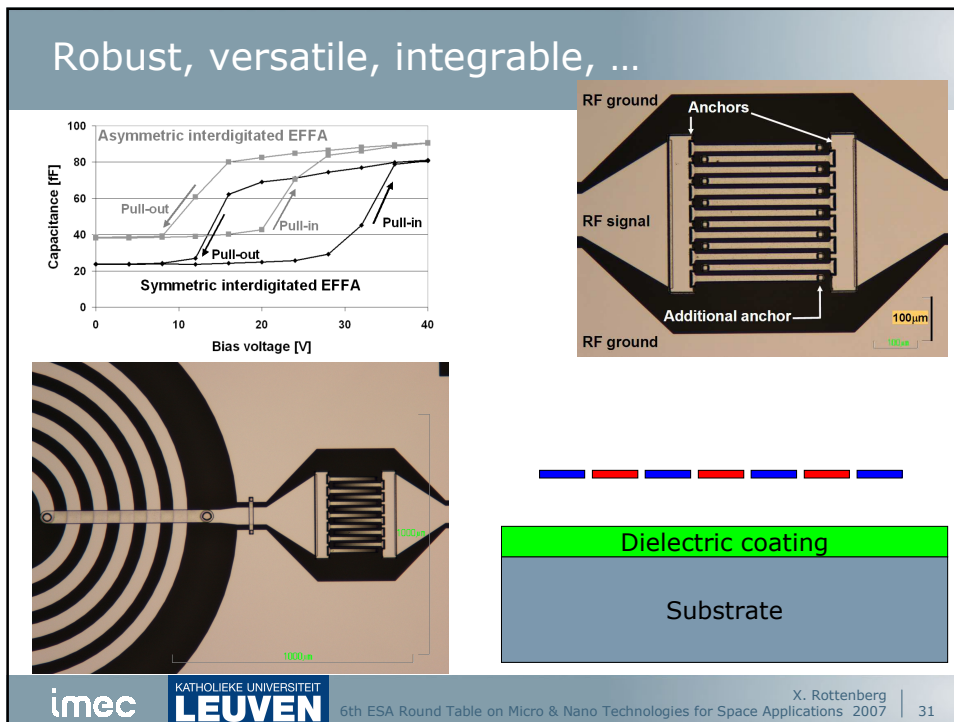 Robust, versatile, integrable, …
Asymmetric interdigitated EFFA
Capacitance [fF]
100
80
60
40
20
0
Pull-out
Pull-in
Pull-in
Pull-out
Symmetric interdigitated EFFA
0 10 20 30 40
Bias voltage [V]
RF ground
Anchors
RF signal
Additional anchor
100μm
100um
RF ground
1000um
1000um
Dielectric coating
Substrate
imec
KATHOLIEKE UNIVERSITEIT
LEUVEN
X. Rottenberg
6th ESA Round Table on Micro & Nano Technologies for Space Applications 2007
31